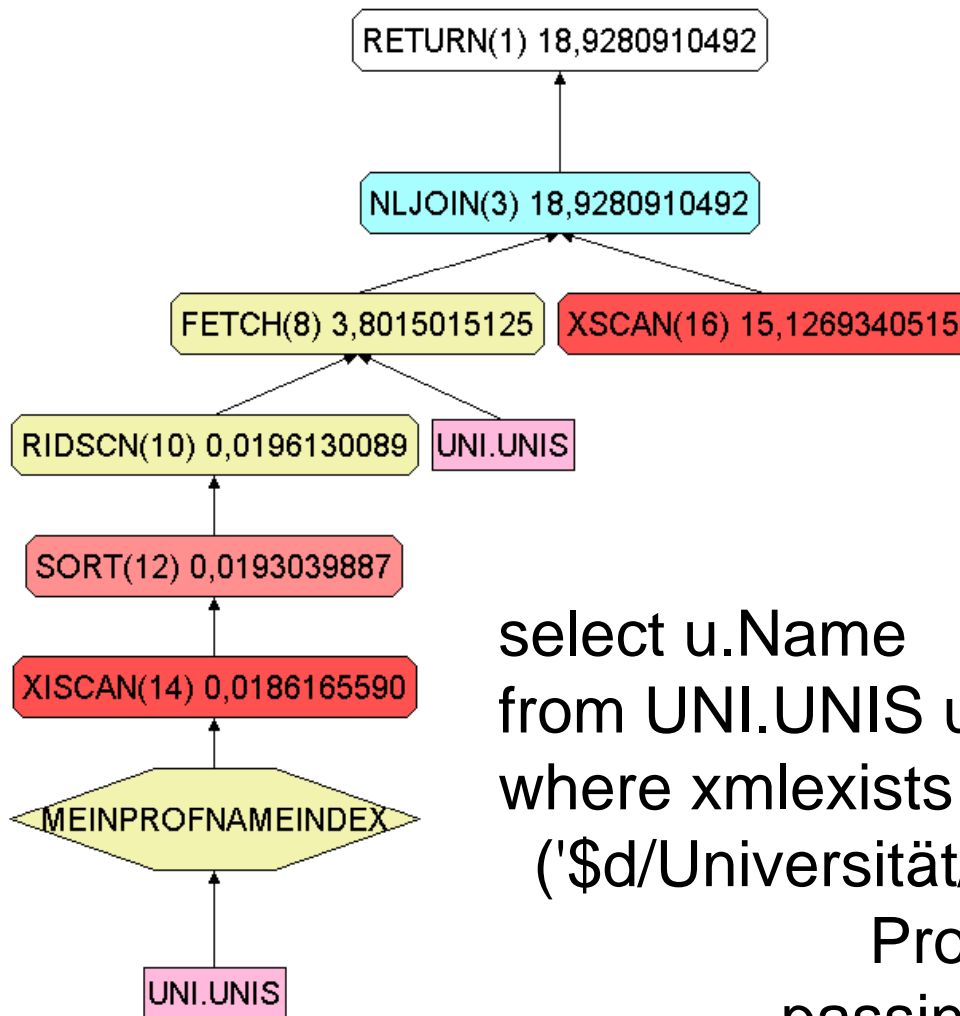 RETURN(1) 18,9280910492
NLJOIN(3) 18,9280910492
FETCH(8) 3,8015015125
XSCAN(16) 15,1269340515
RIDSCN(10) 0,0196130089
UNI.UNIS
SORT(12) 0,0193039887
XISCAN(14) 0,0186165590
MEINPROFNAMEINDEX
UNI.UNIS
select u.Name
from UNI.UNIS u
where xmlexists
('$d/Universität/
Pro
passin